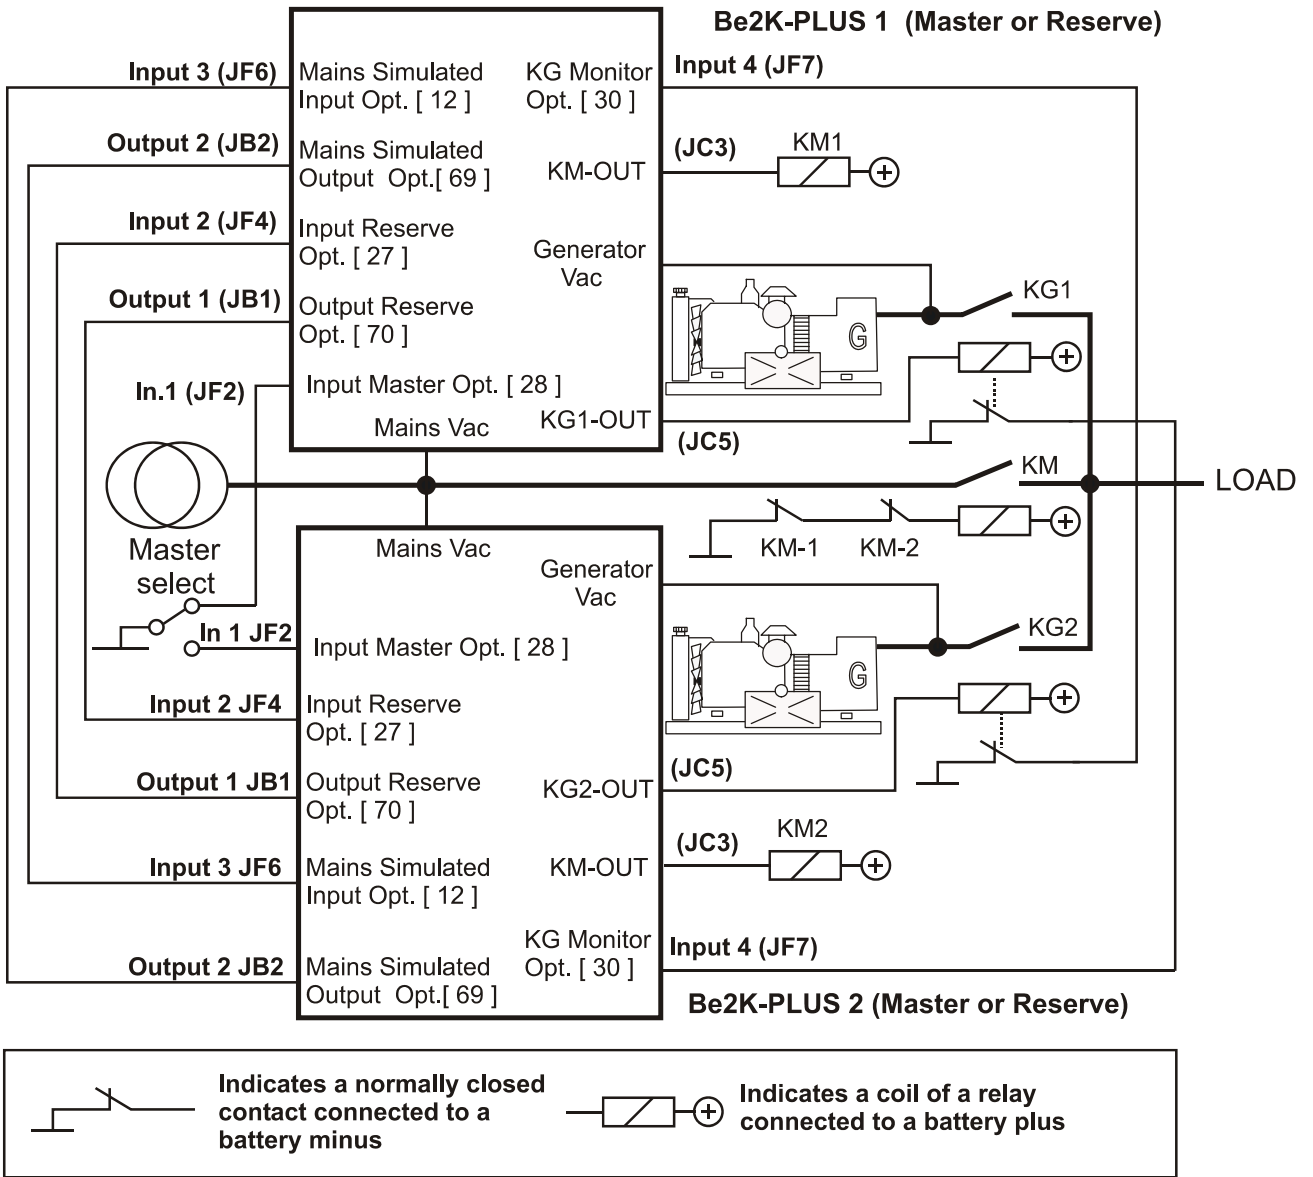 Be2K-PLUS 1 (Master or Reserve)
Input 3 (JF6)
Mains Simulated
Input Opt. [ 12 ]
KG Monitor
Opt. [ 30 ]
Input 4 (JF7)
Output 2 (JB2)
Mains Simulated
Output Opt.[ 69 ]
KM-OUT
(JC3)
KM1
Input 2 (JF4)
Input Reserve
Opt. [ 27 ]
Generator
Vac
Output 1 (JB1)
Output Reserve
Opt. [ 70 ]
G
KG1
In.1 (JF2)
Input Master Opt. [ 28 ]
Mains Vac
KG1-OUT
(JC5)
KM
LOAD
KM-1
KM-2
Master
select
Mains Vac
Generator
Vac
In 1 JF2
Input Master Opt. [ 28 ]
G
KG2
Input 2 JF4
Input Reserve
Opt. [ 27 ]
Output 1 JB1
Output Reserve
Opt. [ 70 ]
KG2-OUT
(JC5)
Input 3 JF6
Mains Simulated
Input Opt. [ 12 ]
KM-OUT
(JC3)
KM2
Output 2 JB2
Mains Simulated
Output Opt.[ 69 ]
KG Monitor
Opt. [ 30 ]
Input 4 (JF7)
Be2K-PLUS 2 (Master or Reserve)
Indicates a normally closed
contact connected to a
battery minus
Indicates a coil of a relay
connected to a battery plus